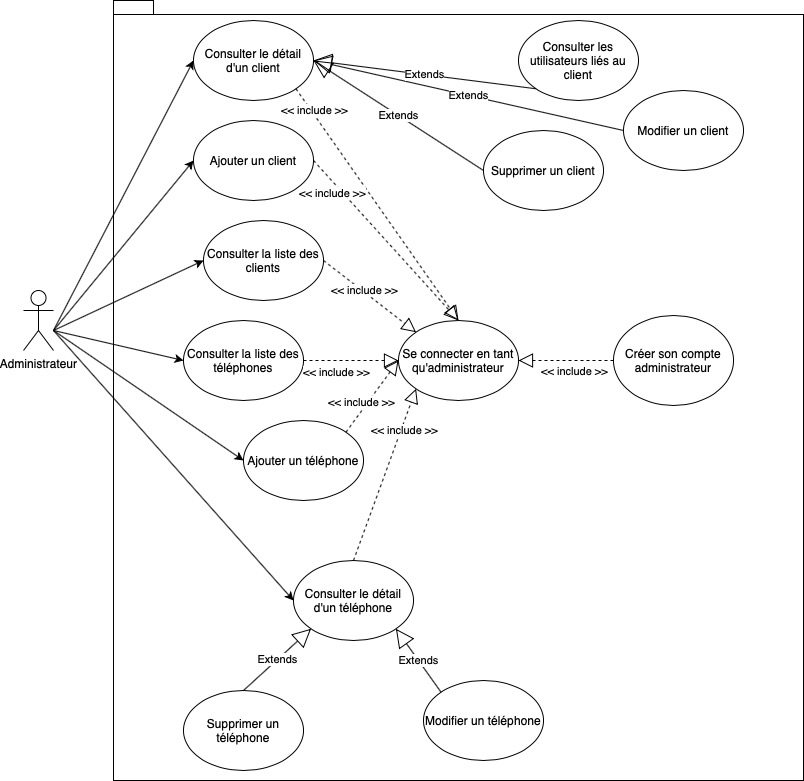 Consulter le détail
d'un client
Consulter les
utilisateurs liés au
client
Extends
Extends
Extends
<< include >>
Modifier un client
Ajouter un client
Supprimer un client
<< include >>
Consulter la liste des
clients
<< include >>
Administrateur
Consulter la liste des
téléphones
<< include >>
Se connecter en tant
qu'administrateur
<< include >>
Créer son compte
administrateur
<< include >>
<< include >>
Ajouter un téléphone
Consulter le détail
d'un téléphone
Extends
Extends
Supprimer un
téléphone
Modifier un téléphone